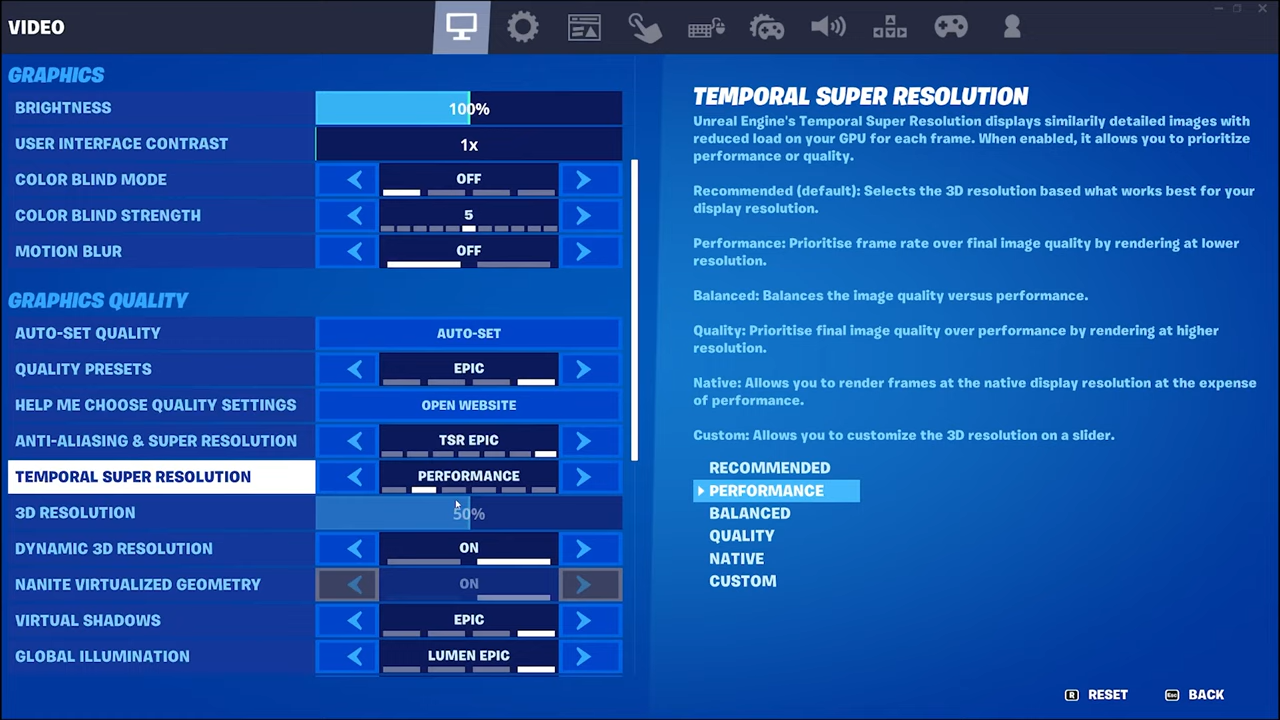 VIDEO
GRAPHICS
BRIGHTNESS 100%
USER INTERFACE CONTRAST 1x
COLOR BLIND MODE OFF
COLOR BLIND STRENGTH 5
MOTION BLUR OFF
GRAPHICS QUALITY
AUTO-SET QUALITY AUTO-SET
QUALITY PRESETS EPIC
HELP ME CHOOSE QUALITY SETTINGS OPEN WEBSITE
ANTI-ALIASING & SUPER RESOLUTION TSR EPIC
TEMPORAL SUPER RESOLUTION PERFORMANCE
3D RESOLUTION 50%
DYNAMIC 3D RESOLUTION ON
NANITE VIRTUALIZED GEOMETRY ON
VIRTUAL SHADOWS EPIC
GLOBAL ILLUMINATION LUMEN EPIC
TEMPORAL SUPER RESOLUTION
Unreal Engine's Temporal Super Resolution displays similarily detailed images with
reduced load on your GPU for each frame. When enabled, it allows you to prioritize
performance or quality.
Recommended (default): Selects the 3D resolution based what works best for your
display resolution.
Performance: Prioritise frame rate over final image quality by rendering at lower
resolution.
Balanced: Balances the image quality versus performance.
Quality: Prioritise final image quality over performance by rendering at higher
resolution.
Native: Allows you to render frames at the native display resolution at the expense
of performance.
Custom: Allows you to customize the 3D resolution on a slider.
RECOMMENDED
PERFORMANCE
BALANCED
QUALITY
NATIVE
CUSTOM
R RESET Esc BACK